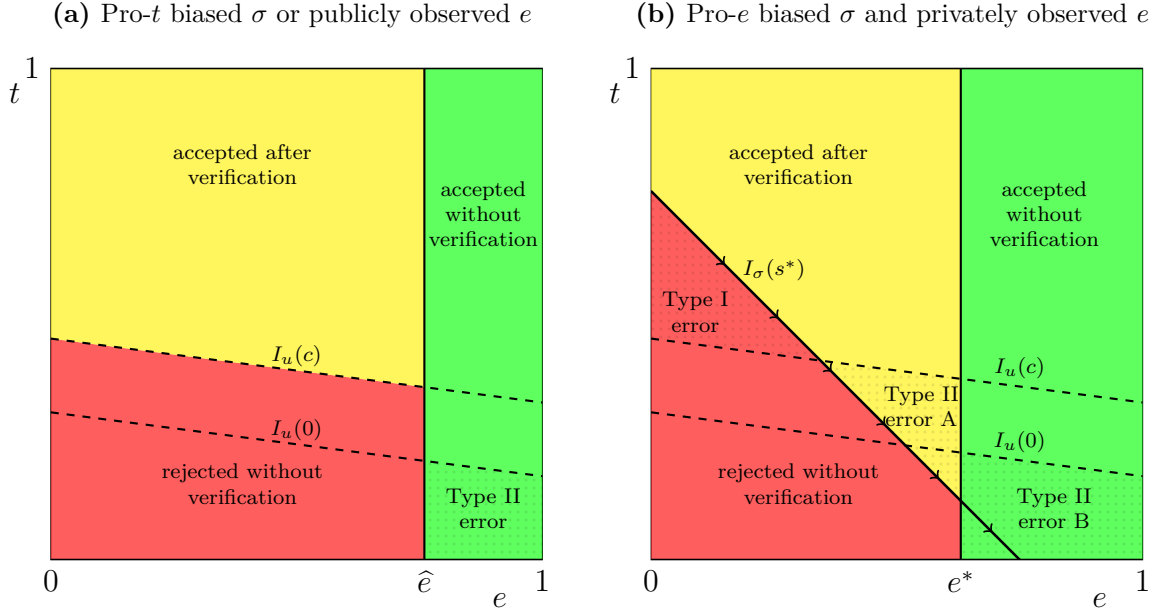 (a) Pro-t biased σ or publicly observed e
1
t
accepted after
verification
accepted
without
verification
I_u(c)
I_u(0)
rejected without
verification
Type II
error
0
ê
e
1
(b) Pro-e biased σ and privately observed e
1
t
accepted after
verification
accepted
without
verification
I_σ(s*)
Type I
error
I_u(c)
Type II
error A
I_u(0)
rejected without
verification
Type II
error B
0
e*
e
1